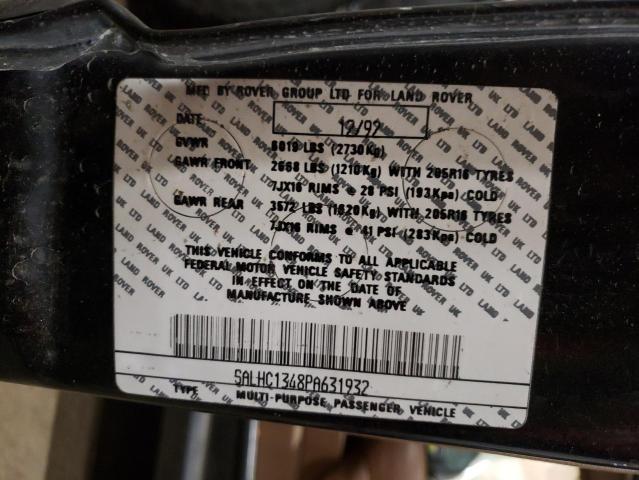 MFD BY ROVER GROUP LTD FOR LAND ROVER
DATE 12/92
GVWR 6019 LBS (2730Kg)
GAWR FRONT 2668 LBS (1210Kg) WITH 205R16 TYRES
7JX16 RIMS @ 28 PSI (193Kpa) COLD
GAWR REAR 3572 LBS (1620Kg) WITH 205R16 TYRES
7JX16 RIMS @ 41 PSI (283Kpa) COLD
THIS VEHICLE CONFORMS TO ALL APPLICABLE
FEDERAL MOTOR VEHICLE SAFETY STANDARDS
IN EFFECT ON THE DATE OF
MANUFACTURE SHOWN ABOVE
SALHC1348PA631932
TYPE MULTI-PURPOSE PASSENGER VEHICLE